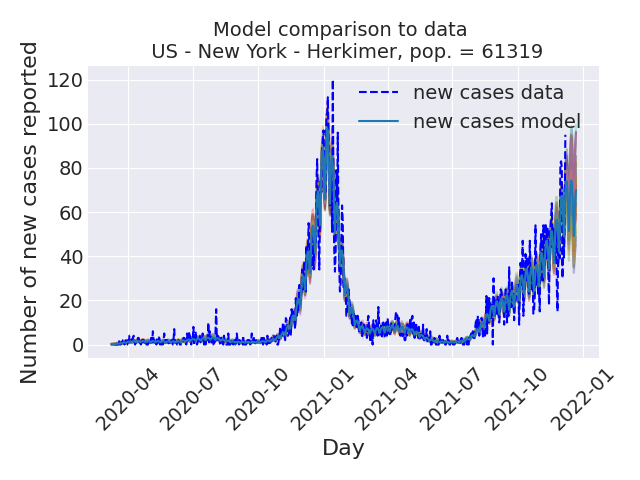 Model comparison to data
US - New York - Herkimer, pop. = 61319
Number of new cases reported
120
100
80
60
40
20
0
new cases data
new cases model
2020-04
2020-07
2020-10
2021-01
2021-04
2021-07
2021-10
2022-01
Day